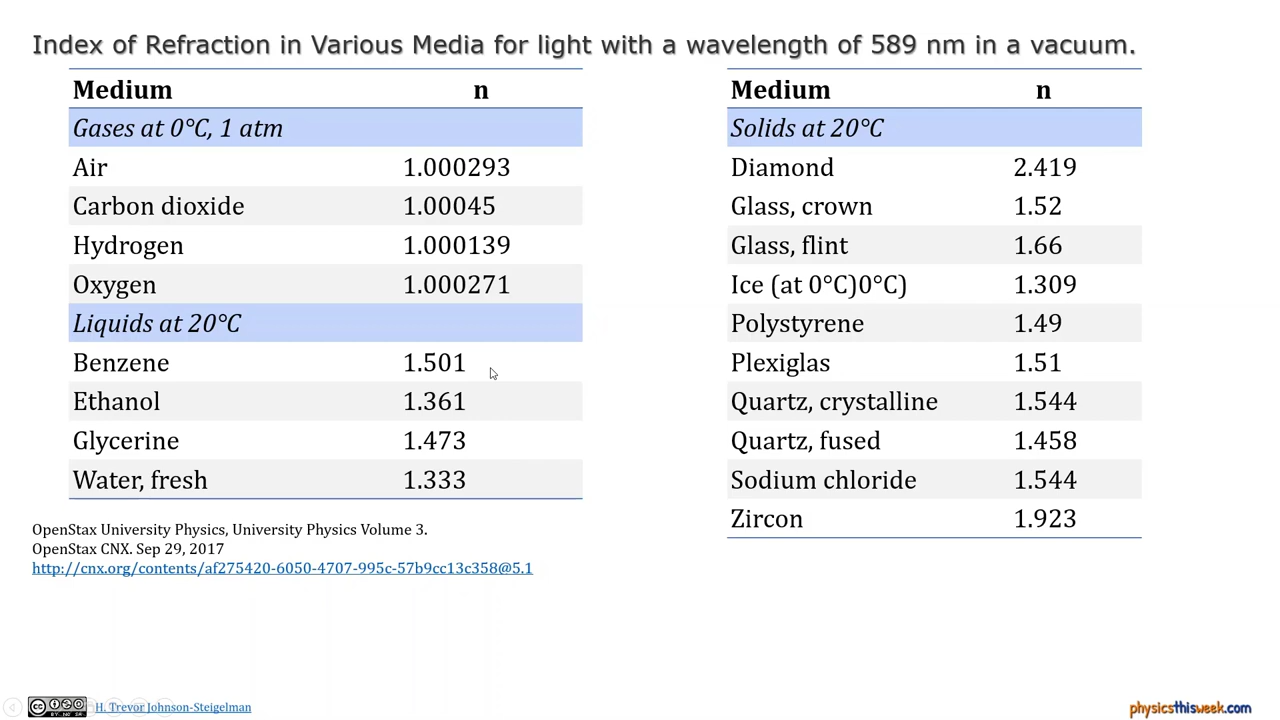 Index of Refraction in Various Media for light with a wavelength of 589 nm in a vacuum.
Medium n
Gases at 0°C, 1 atm
Air 1.000293
Carbon dioxide 1.00045
Hydrogen 1.000139
Oxygen 1.000271
Liquids at 20°C
Benzene 1.501
Ethanol 1.361
Glycerine 1.473
Water, fresh 1.333
Medium n
Solids at 20°C
Diamond 2.419
Glass, crown 1.52
Glass, flint 1.66
Ice (at 0°C)0°C) 1.309
Polystyrene 1.49
Plexiglas 1.51
Quartz, crystalline 1.544
Quartz, fused 1.458
Sodium chloride 1.544
Zircon 1.923
OpenStax University Physics, University Physics Volume 3.
OpenStax CNX. Sep 29, 2017
http://cnx.org/contents/af275420-6050-4707-995c-57b9cc13c358@5.1
cc BY NC SA
H. Trevor Johnson-Steigelman
physicsthisweek.com